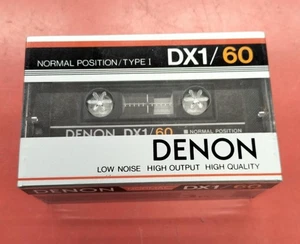 NORMAL POSITION/TYPE I DX1/60
DENON DX1/60 ■ NORMAL POSITION
DENON
LOW NOISE HIGH OUTPUT HIGH QUALITY
DX1/60